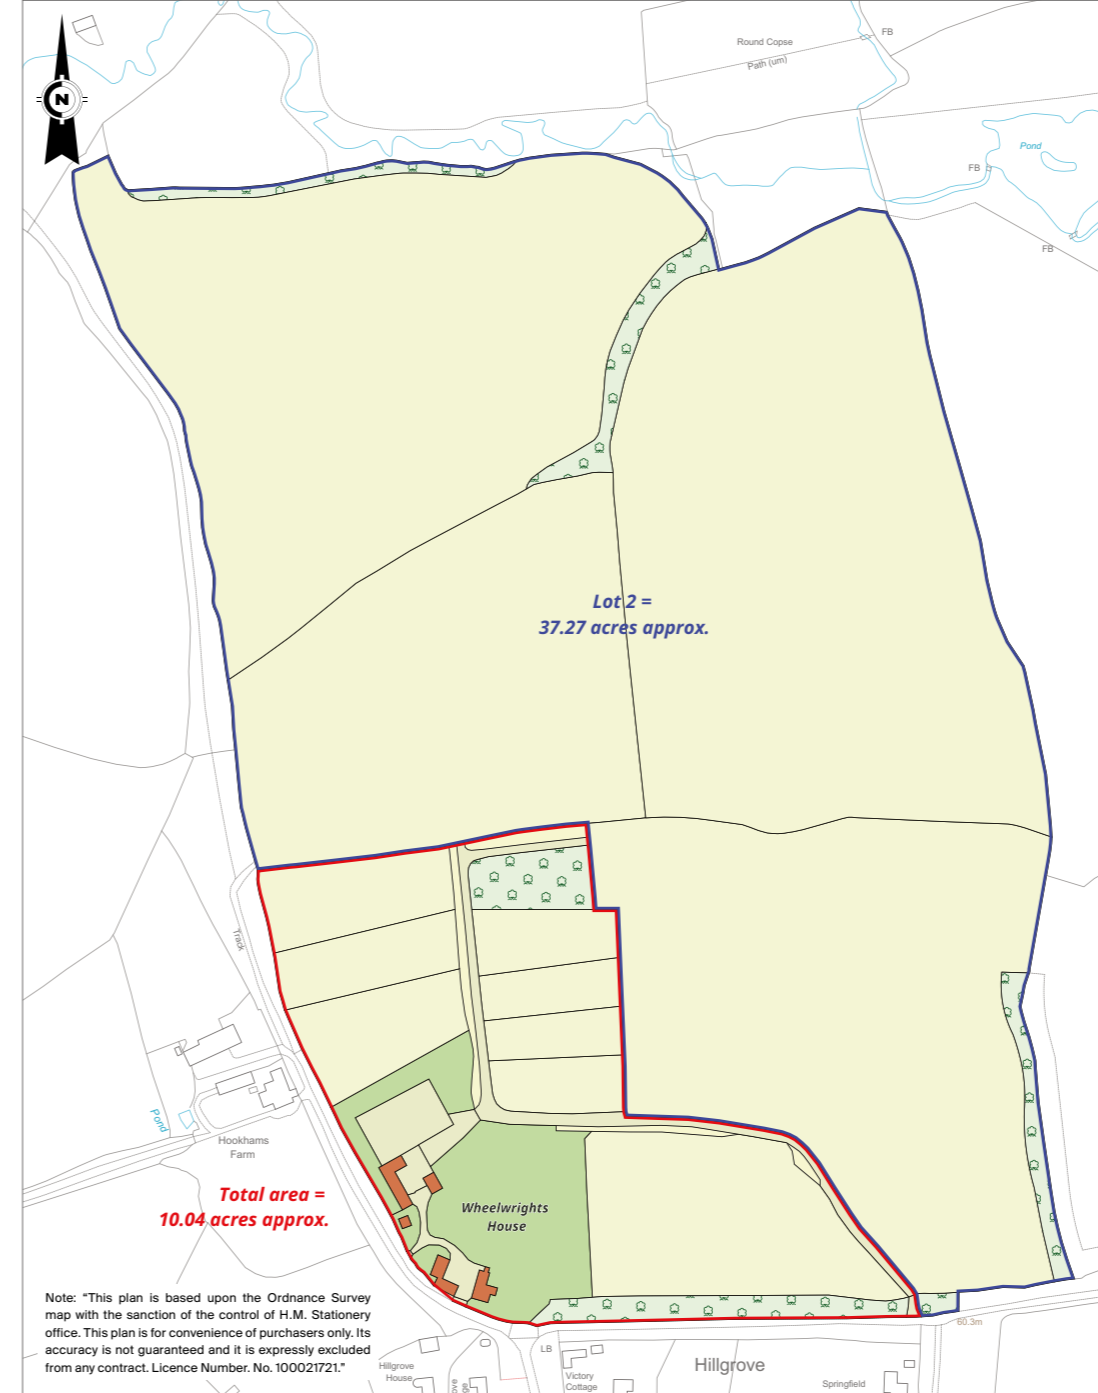 Round Copse
FB
Path (um)
N
Pond
FB
FB
Lot 2 =
37.27 acres approx.
Track
Pond
Hookhams
Farm
Total area =
10.04 acres approx.
Wheelwrights
House
Note: “This plan is based upon the Ordnance Survey
map with the sanction of the control of H.M. Stationery
office. This plan is for convenience of purchasers only. Its
accuracy is not guaranteed and it is expressly excluded
from any contract. Licence Number. No. 100021721.”
60.3m
LB
Hillgrove
House
Hillgrove
Victory
Cottage
Springfield